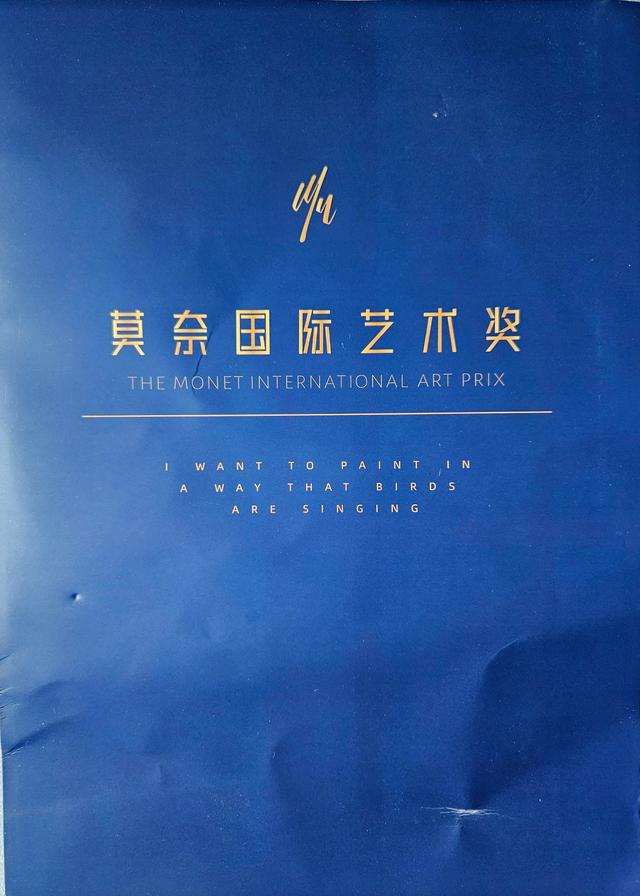 莫奈国际艺术奖
THE MONET INTERNATIONAL ART PRIX
I WANT TO PAINT IN
A WAY THAT BIRDS
ARE SINGING